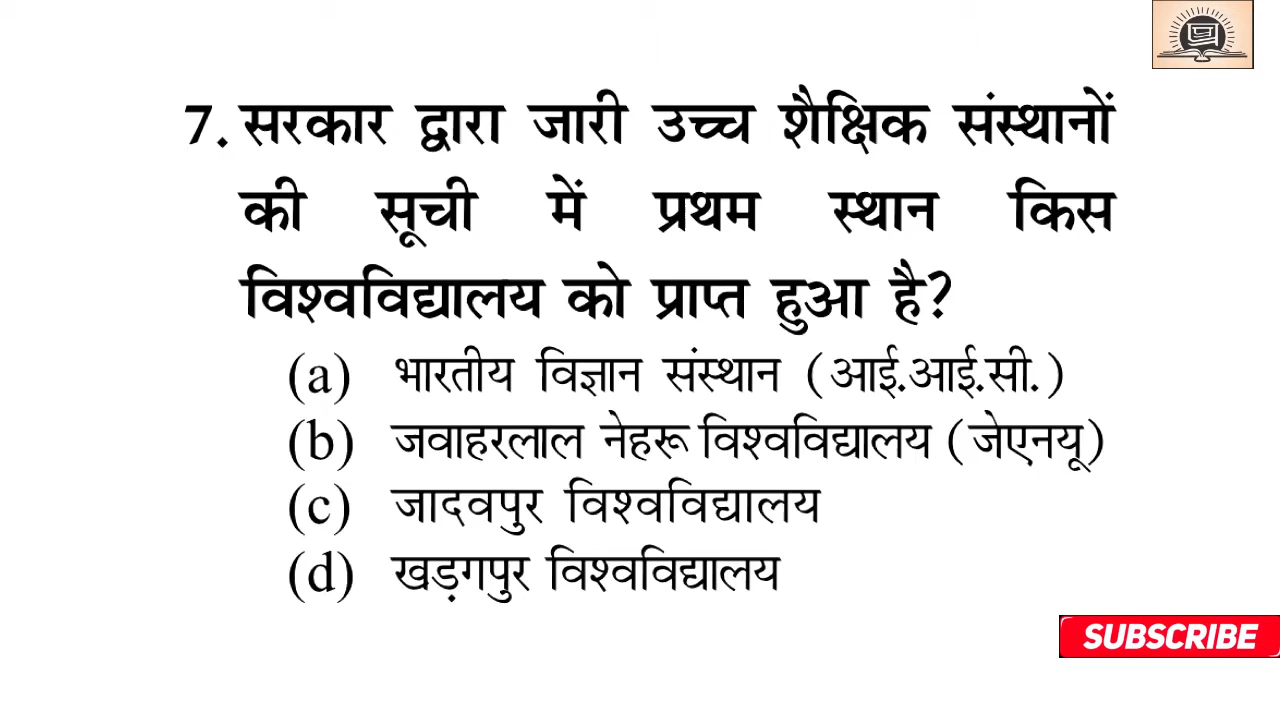 7. सरकार द्वारा जारी उच्च शैक्षिक संस्थानों
की सूची में प्रथम स्थान किस
विश्वविद्यालय को प्राप्त हुआ है?
(a) भारतीय विज्ञान संस्थान (आई.आई.सी.)
(b) जवाहरलाल नेहरू विश्वविद्यालय (जेएनयू)
(c) जादवपुर विश्वविद्यालय
(d) खड़गपुर विश्वविद्यालय
SUBSCRIBE